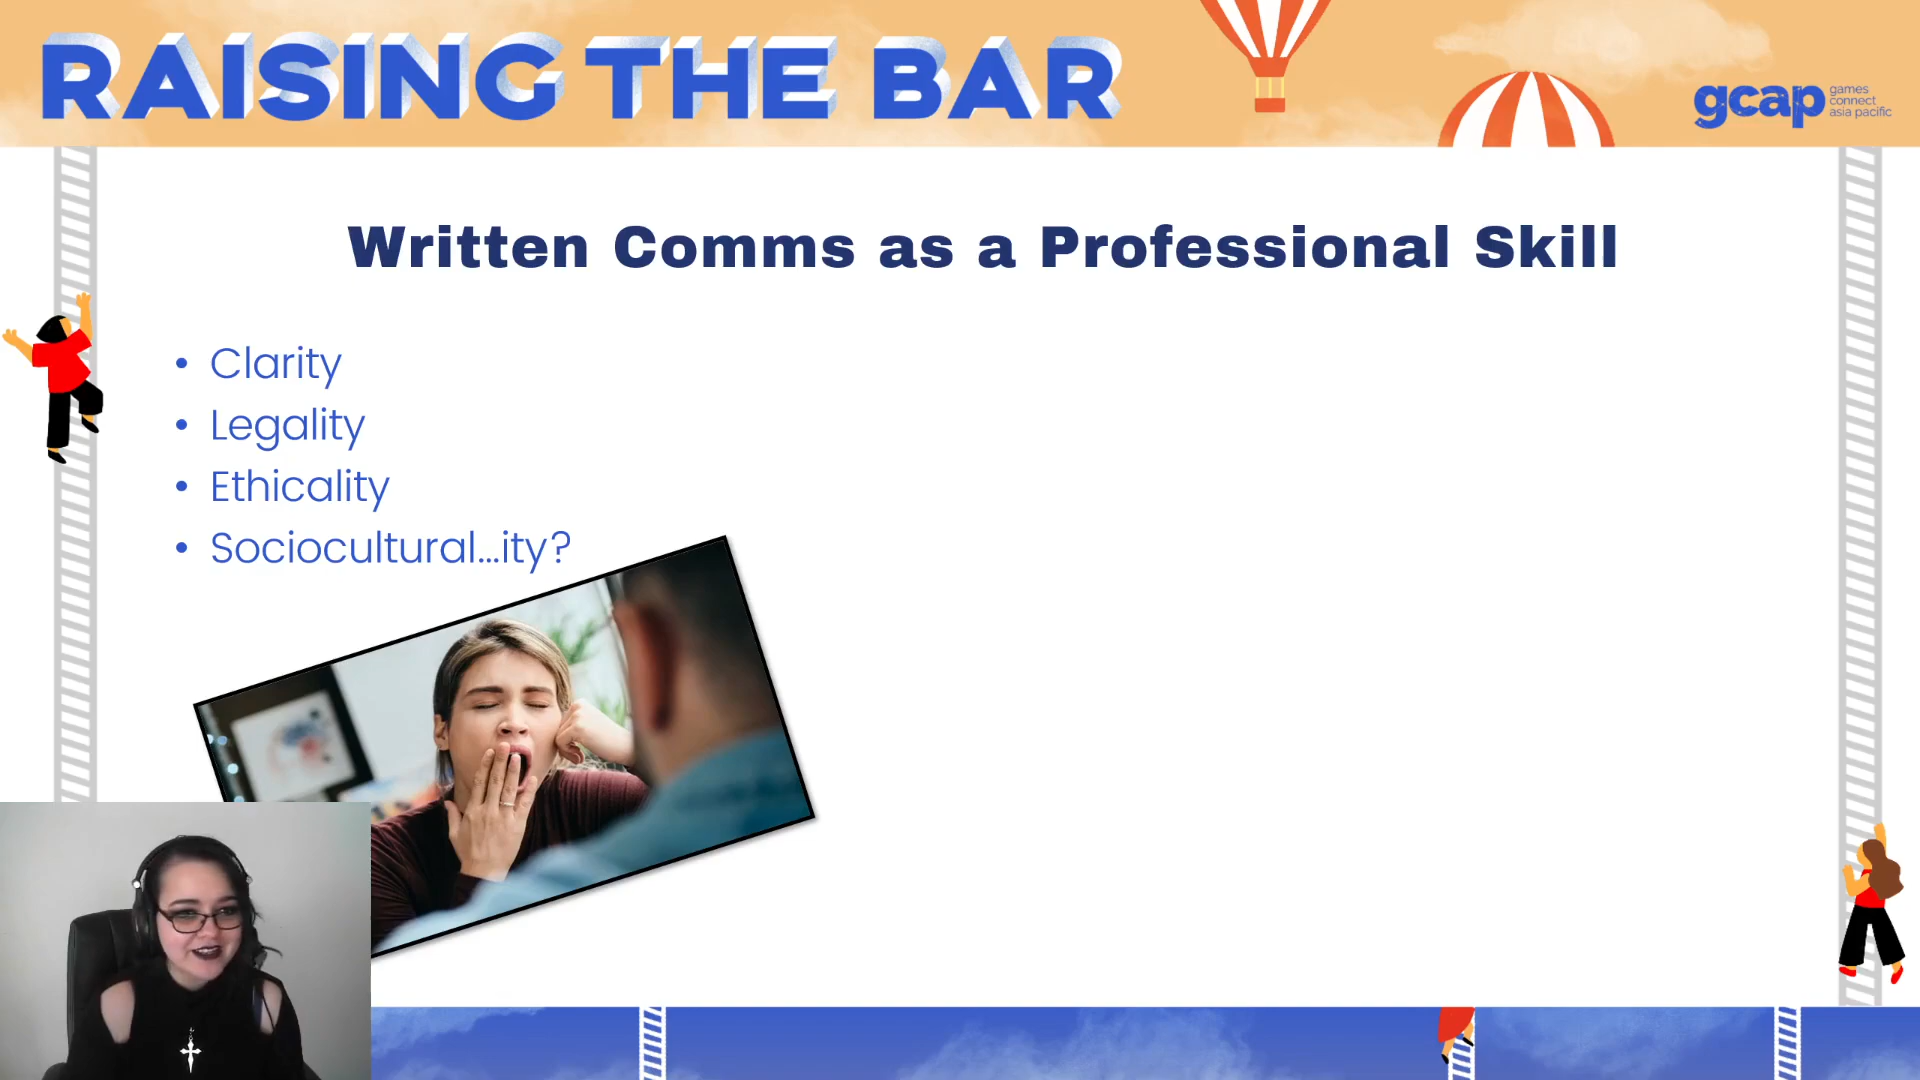 RAISING THE BAR
gcap
games
connect
asia pacific
Written Comms as a Professional Skill
• Clarity
• Legality
• Ethicality
• Sociocultural...ity?